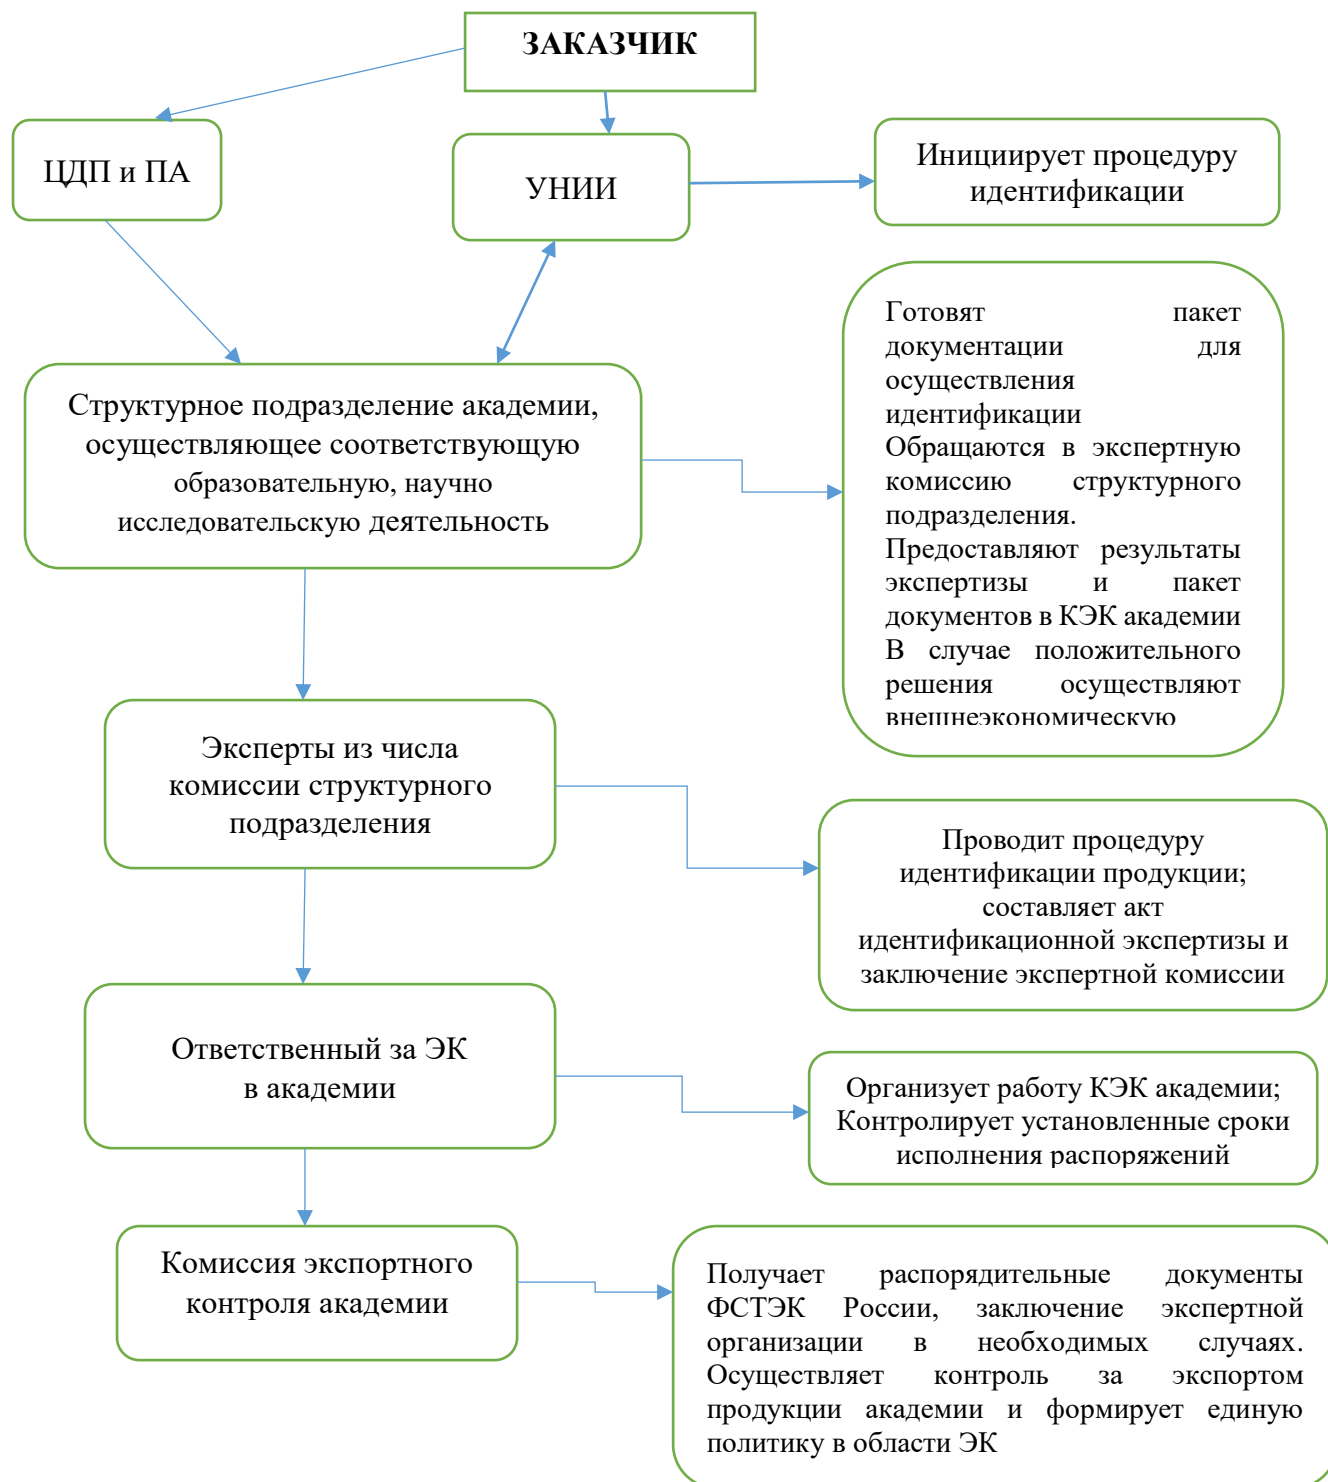 ЗАКАЗЧИК
ЦДП и ПА
УНИИ
Инициирует процедуру
идентификации
Готовят пакет
документации для
осуществления
идентификации
Обращаются в экспертную
комиссию структурного
подразделения.
Предоставляют результаты
экспертизы и пакет
документов в КЭК академии
В случае положительного
решения осуществляют
внешнеэкономическую
Структурное подразделение академии,
осуществляющее соответствующую
образовательную, научно
исследовательскую деятельность
Эксперты из числа
комиссии структурного
подразделения
Проводит процедуру
идентификации продукции;
составляет акт
идентификационной экспертизы и
заключение экспертной комиссии
Ответственный за ЭК
в академии
Организует работу КЭК академии;
Контролирует установленные сроки
исполнения распоряжений
Комиссия экспортного
контроля академии
Получает распорядительные документы
ФСТЭК России, заключение экспертной
организации в необходимых случаях.
Осуществляет контроль за экспортом
продукции академии и формирует единую
политику в области ЭК